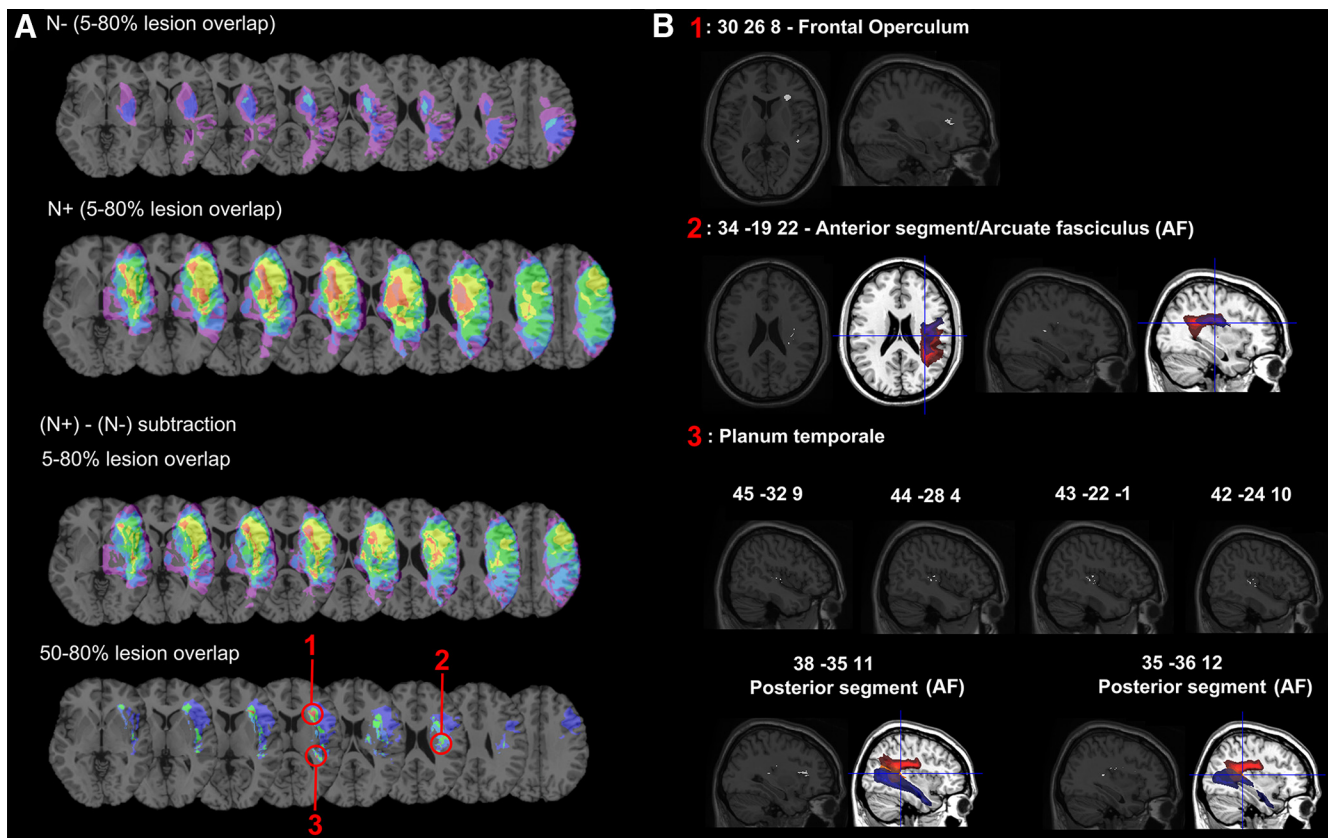 A
N- (5-80% lesion overlap)
N+ (5-80% lesion overlap)
(N+) - (N-) subtraction
5-80% lesion overlap
50-80% lesion overlap
1
2
3
B
1: 30 26 8 - Frontal Operculum
2: 34 -19 22 - Anterior segment/Arcuate fasciculus (AF)
3: Planum temporale
45 -32 9
44 -28 4
43 -22 -1
42 -24 10
38 -35 11
Posterior segment (AF)
35 -36 12
Posterior segment (AF)